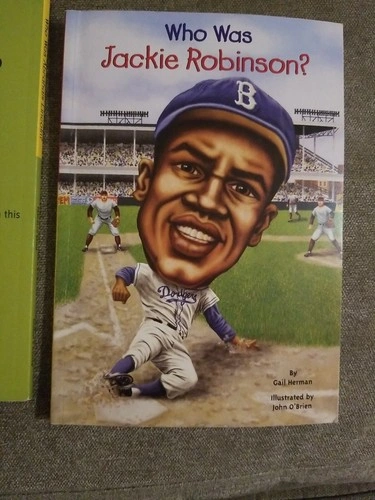 Who Was
Jackie Robinson?
B
Dodgers
By
Gail Herman
Illustrated by
John O'Brien
this